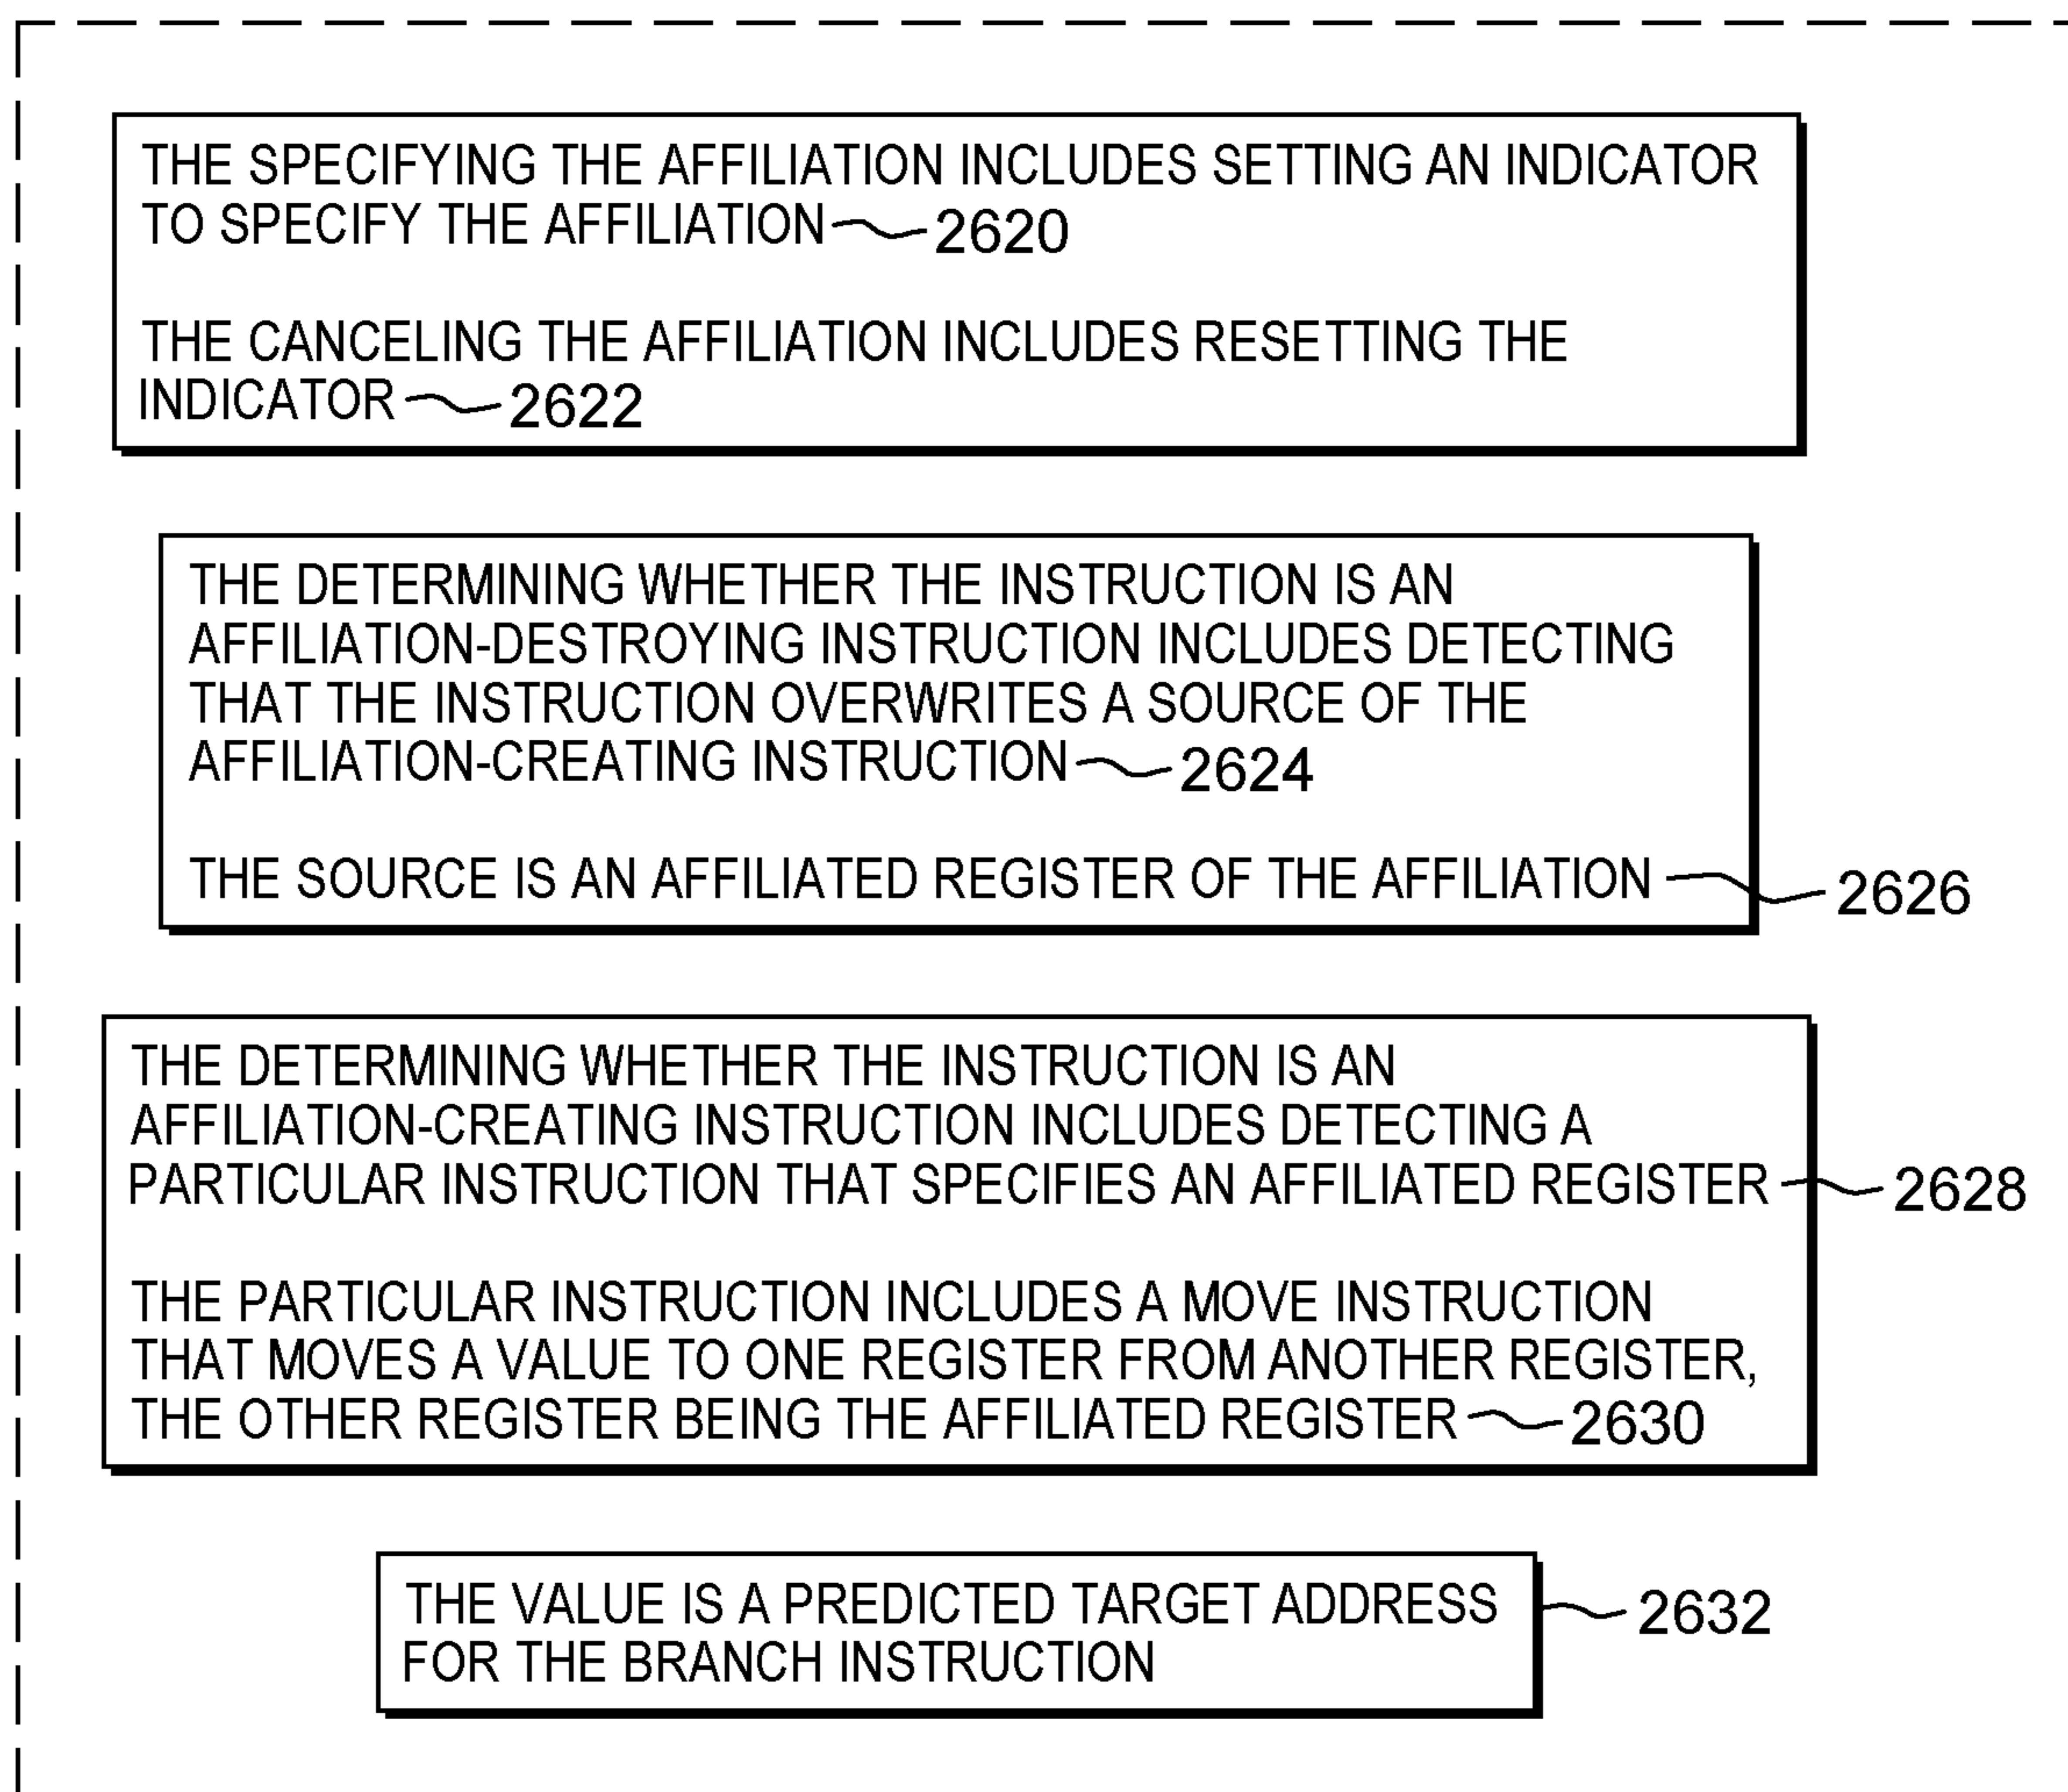 THE SPECIFYING THE AFFILIATION INCLUDES SETTING AN INDICATOR
TO SPECIFY THE AFFILIATION 2620
THE CANCELING THE AFFILIATION INCLUDES RESETTING THE
INDICATOR 2622
THE DETERMINING WHETHER THE INSTRUCTION IS AN
AFFILIATION-DESTROYING INSTRUCTION INCLUDES DETECTING
THAT THE INSTRUCTION OVERWRITES A SOURCE OF THE
AFFILIATION-CREATING INSTRUCTION 2624
THE SOURCE IS AN AFFILIATED REGISTER OF THE AFFILIATION 2626
THE DETERMINING WHETHER THE INSTRUCTION IS AN
AFFILIATION-CREATING INSTRUCTION INCLUDES DETECTING A
PARTICULAR INSTRUCTION THAT SPECIFIES AN AFFILIATED REGISTER 2628
THE PARTICULAR INSTRUCTION INCLUDES A MOVE INSTRUCTION
THAT MOVES A VALUE TO ONE REGISTER FROM ANOTHER REGISTER,
THE OTHER REGISTER BEING THE AFFILIATED REGISTER 2630
THE VALUE IS A PREDICTED TARGET ADDRESS 2632
FOR THE BRANCH INSTRUCTION